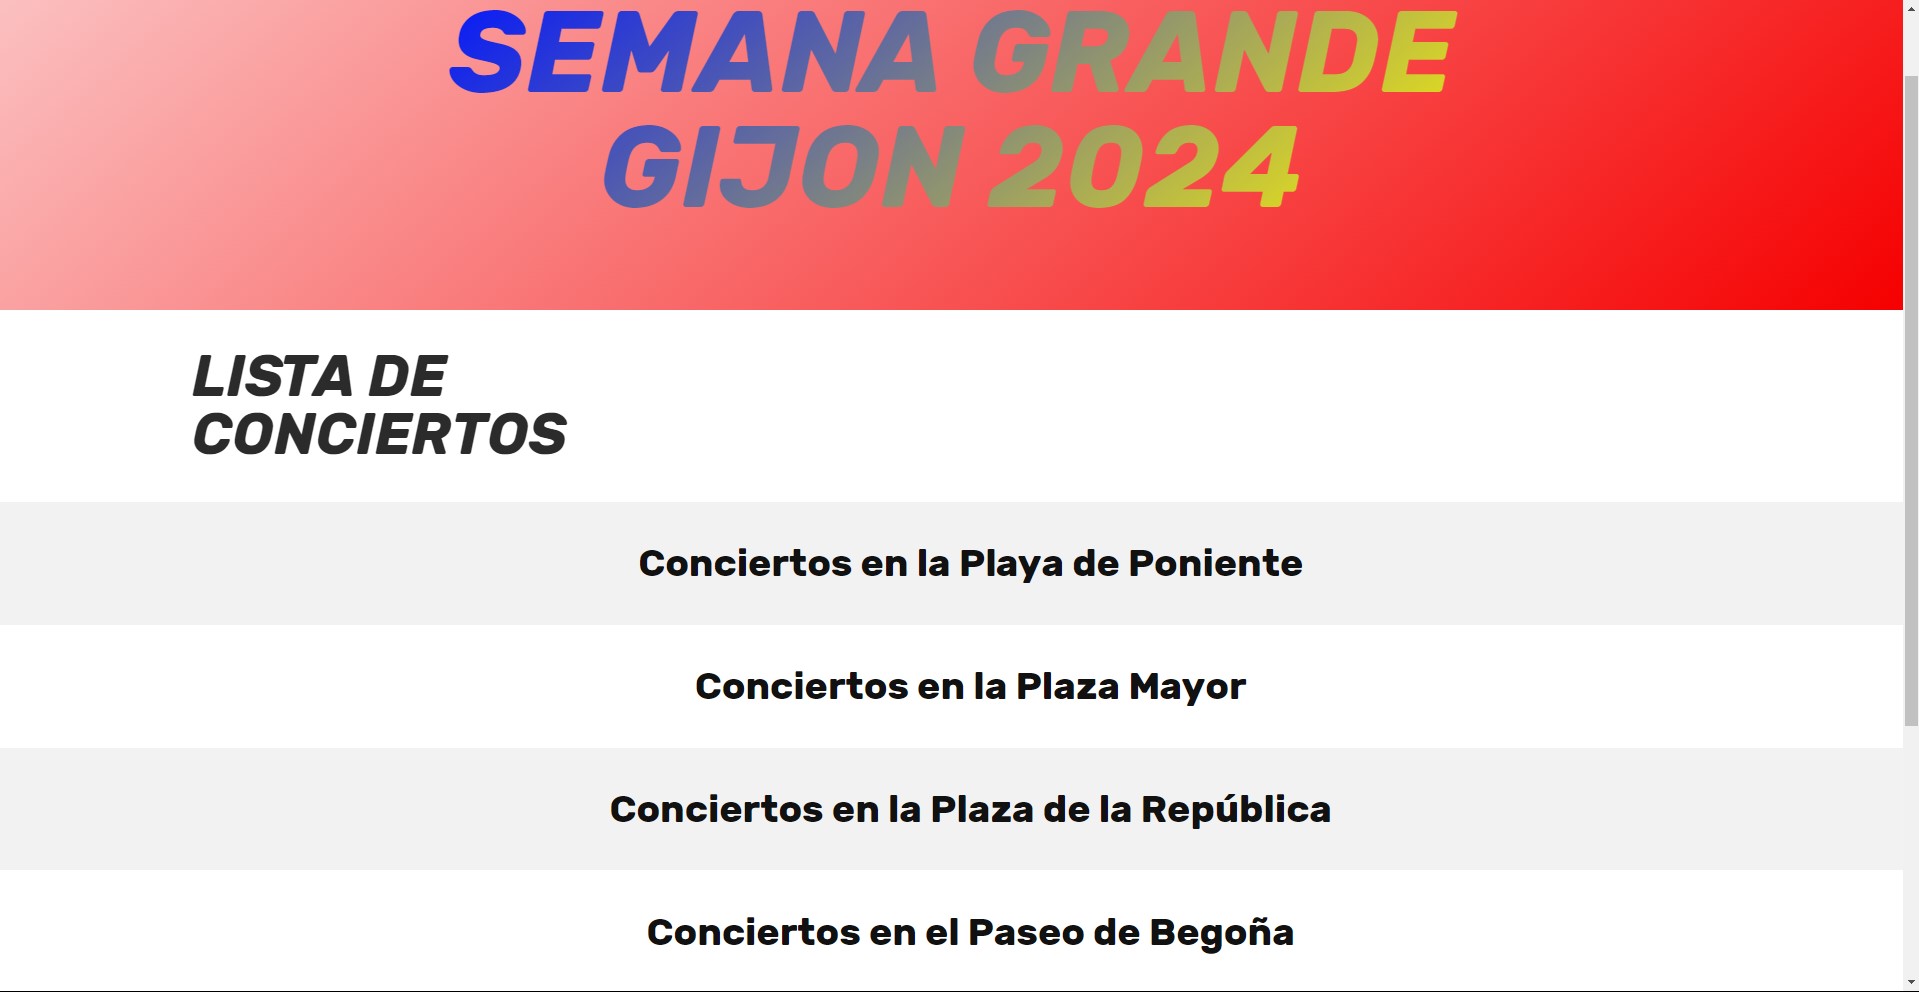 SEMANA GRANDE
GIJON 2024
LISTA DE
CONCIERTOS
Conciertos en la Playa de Poniente
Conciertos en la Plaza Mayor
Conciertos en la Plaza de la República
Conciertos en el Paseo de Begoña